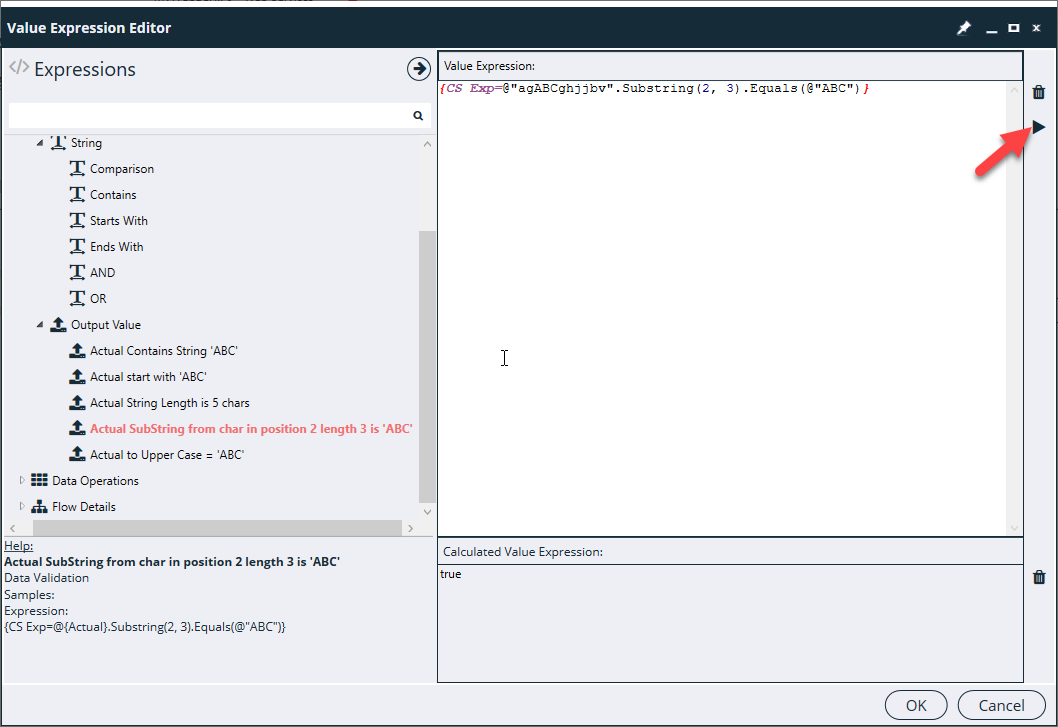 Value Expression Editor
</> Expressions
String
Comparison
Contains
Starts With
Ends With
AND
OR
Output Value
Actual Contains String 'ABC'
Actual start with 'ABC'
Actual String Length is 5 chars
Actual SubString from char in position 2 length 3 is 'ABC'
Actual to Upper Case = 'ABC'
Data Operations
Flow Details
Help:
Actual SubString from char in position 2 length 3 is 'ABC'
Data Validation
Samples:
Expression:
{CS Exp=@{Actual}.Substring(2, 3).Equals(@"ABC")}
Value Expression:
{CS Exp=@"agABCghjjbv".Substring(2, 3).Equals(@"ABC")}
Calculated Value Expression:
true
OK
Cancel